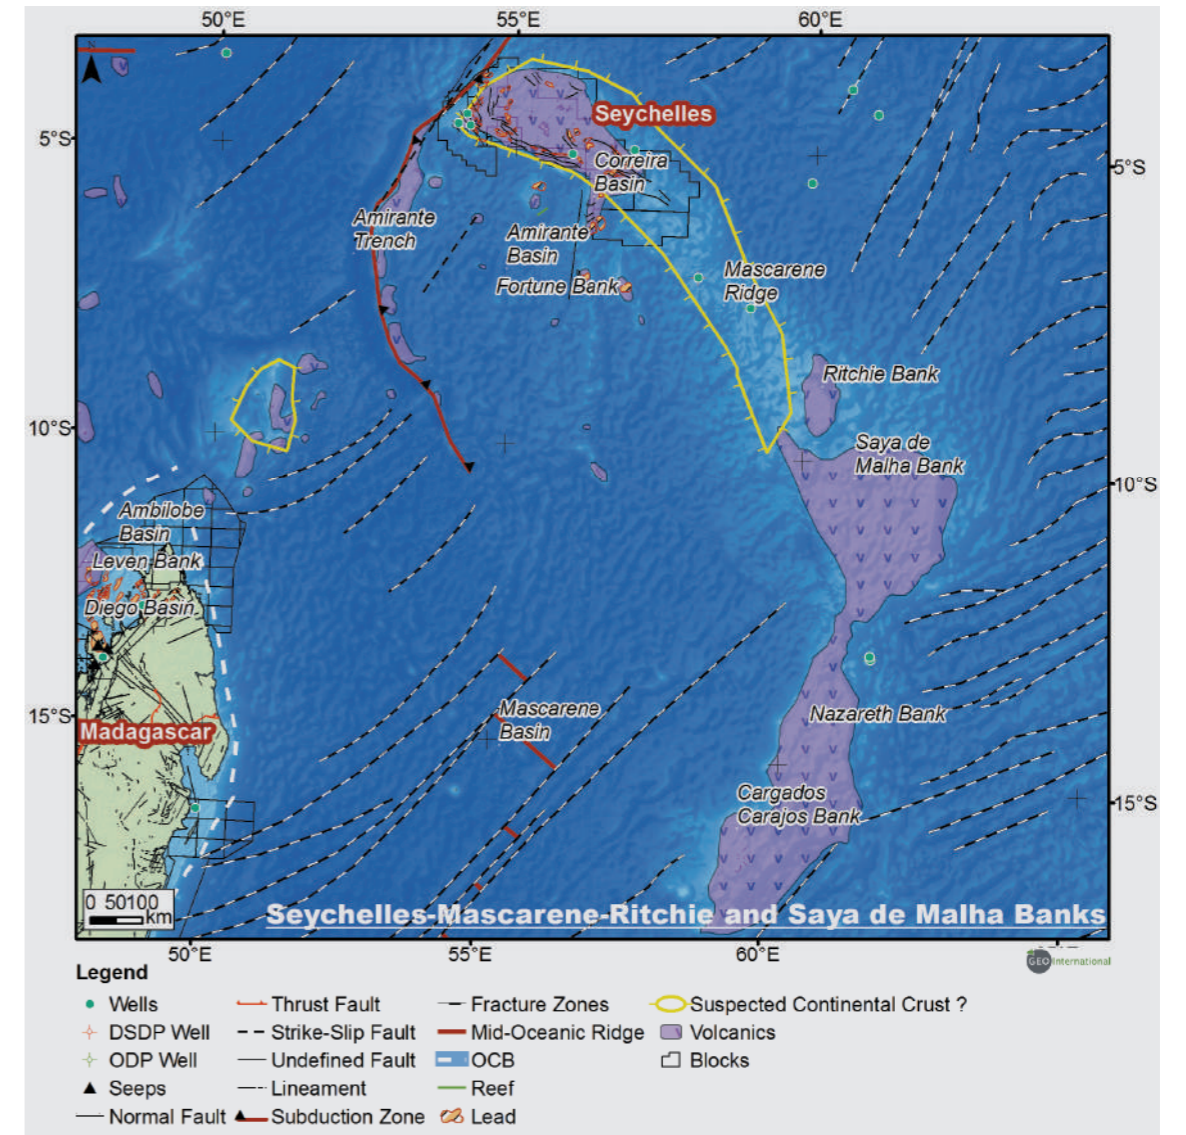 50°E 55°E 60°E
N
Seychelles
5°S
5°S
Correira
Basin
Amirante
Trench
Amirante
Basin
Mascarene
Ridge
Fortune Bank
Ritchie Bank
10°S
Saya de
Malha Bank
10°S
Ambilobe
Basin
Leven Bank
Diego Basin
Mascarene
Basin
Nazareth Bank
15°S
Madagascar
Cargados
Carajos Bank
15°S
0 50100
km
Seychelles-Mascarene-Ritchie and Saya de Malha Banks
50°E 55°E 60°E
GEO International
Legend
Wells Thrust Fault Fracture Zones Suspected Continental Crust ?
DSDP Well Strike-Slip Fault Mid-Oceanic Ridge Volcanics
ODP Well Undefined Fault OCB Blocks
Seeps Lineament Reef
Normal Fault Subduction Zone Lead